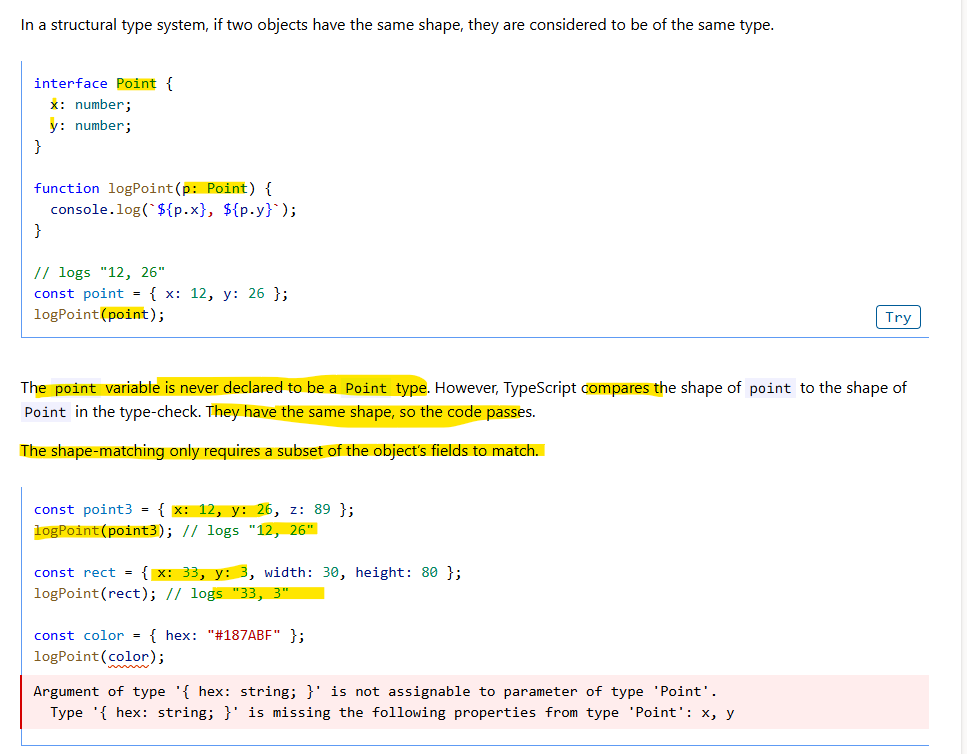 In a structural type system, if two objects have the same shape, they are considered to be of the same type.
interface Point {
  x: number;
  y: number;
}
function logPoint(p: Point) {
  console.log(`${p.x}, ${p.y}`);
}
// logs "12, 26"
const point = { x: 12, y: 26 };
logPoint(point);
Try
The point variable is never declared to be a Point type. However, TypeScript compares the shape of point to the shape of
Point in the type-check. They have the same shape, so the code passes.
The shape-matching only requires a subset of the object's fields to match.
const point3 = { x: 12, y: 26, z: 89 };
logPoint(point3); // logs "12, 26"
const rect = { x: 33, y: 3, width: 30, height: 80 };
logPoint(rect); // logs "33, 3"
const color = { hex: "#187ABF" };
logPoint(color);
Argument of type '{ hex: string; }' is not assignable to parameter of type 'Point'.
  Type '{ hex: string; }' is missing the following properties from type 'Point': x, y